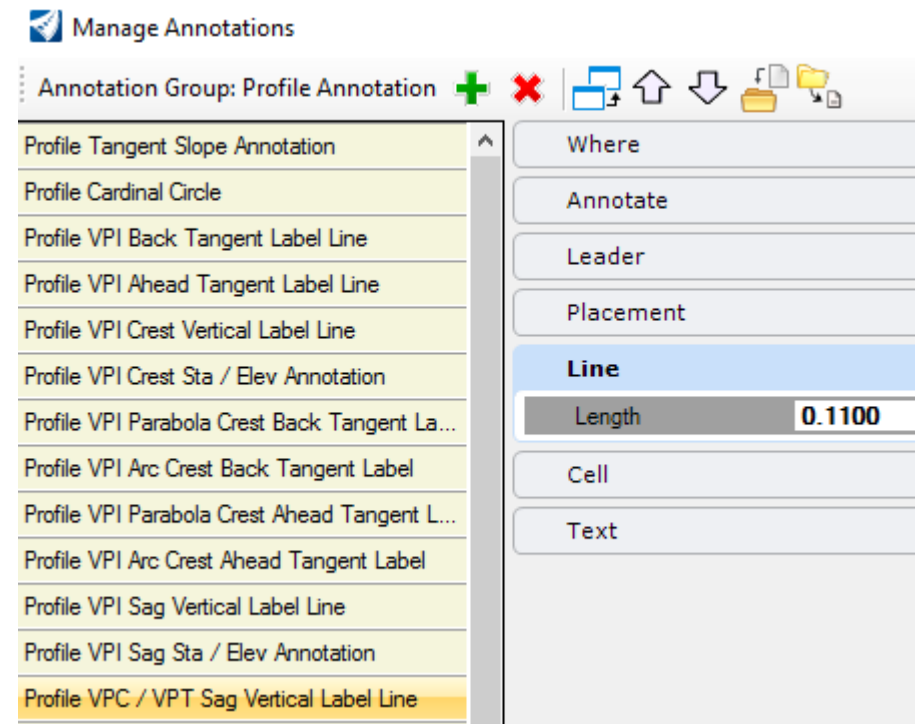 Manage Annotations
Annotation Group: Profile Annotation
Profile Tangent Slope Annotation
Profile Cardinal Circle
Profile VPI Back Tangent Label Line
Profile VPI Ahead Tangent Label Line
Profile VPI Crest Vertical Label Line
Profile VPI Crest Sta / Elev Annotation
Profile VPI Parabola Crest Back Tangent La...
Profile VPI Arc Crest Back Tangent Label
Profile VPI Parabola Crest Ahead Tangent L...
Profile VPI Arc Crest Ahead Tangent Label
Profile VPI Sag Vertical Label Line
Profile VPI Sag Sta / Elev Annotation
Profile VPC / VPT Sag Vertical Label Line
Where
Annotate
Leader
Placement
Line
Length 0.1100
Cell
Text